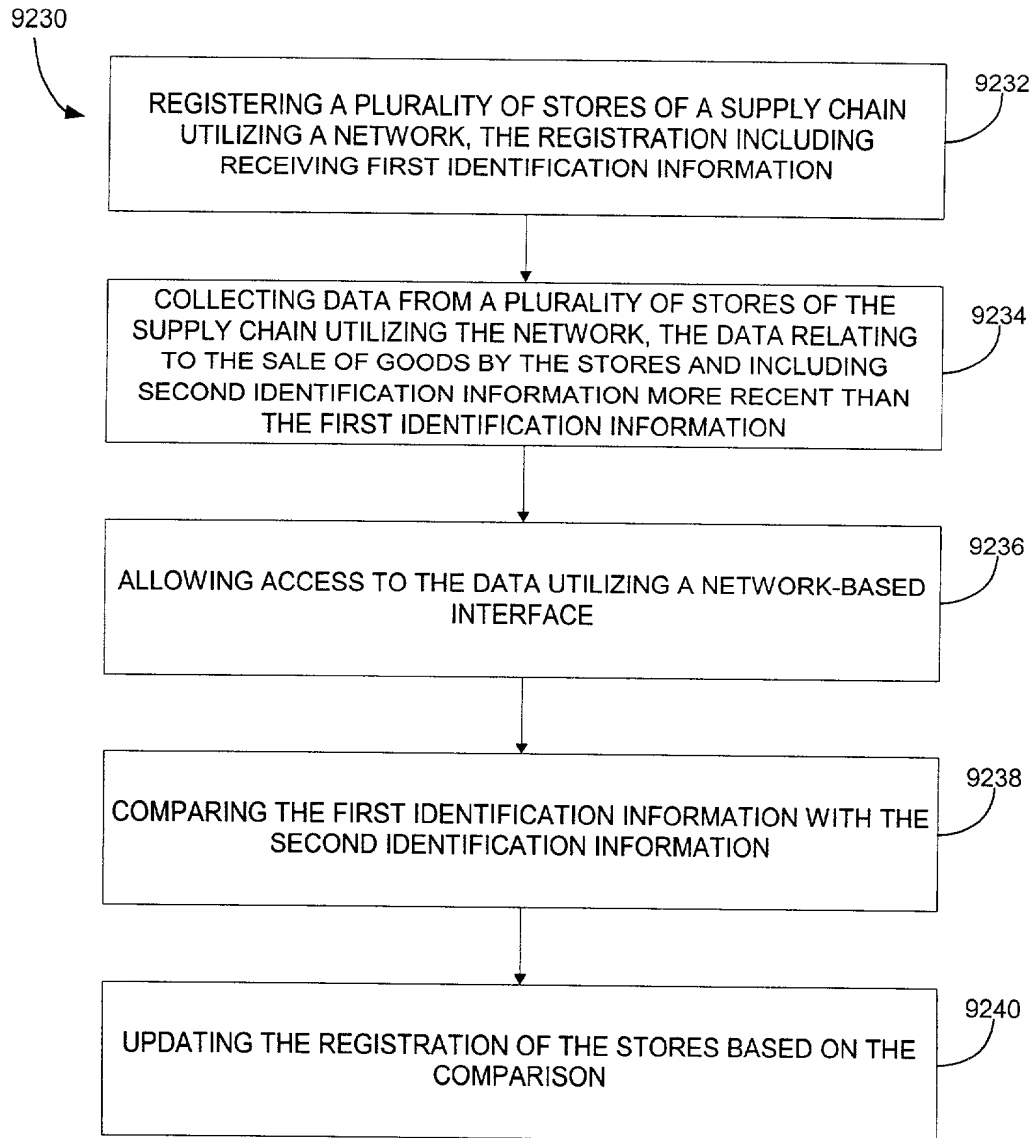 9230
REGISTERING A PLURALITY OF STORES OF A SUPPLY CHAIN
UTILIZING A NETWORK, THE REGISTRATION INCLUDING
RECEIVING FIRST IDENTIFICATION INFORMATION
9232
COLLECTING DATA FROM A PLURALITY OF STORES OF THE
SUPPLY CHAIN UTILIZING THE NETWORK, THE DATA RELATING
TO THE SALE OF GOODS BY THE STORES AND INCLUDING
SECOND IDENTIFICATION INFORMATION MORE RECENT THAN
THE FIRST IDENTIFICATION INFORMATION
9234
ALLOWING ACCESS TO THE DATA UTILIZING A NETWORK-BASED
INTERFACE
9236
COMPARING THE FIRST IDENTIFICATION INFORMATION WITH THE
SECOND IDENTIFICATION INFORMATION
9238
UPDATING THE REGISTRATION OF THE STORES BASED ON THE
COMPARISON
9240